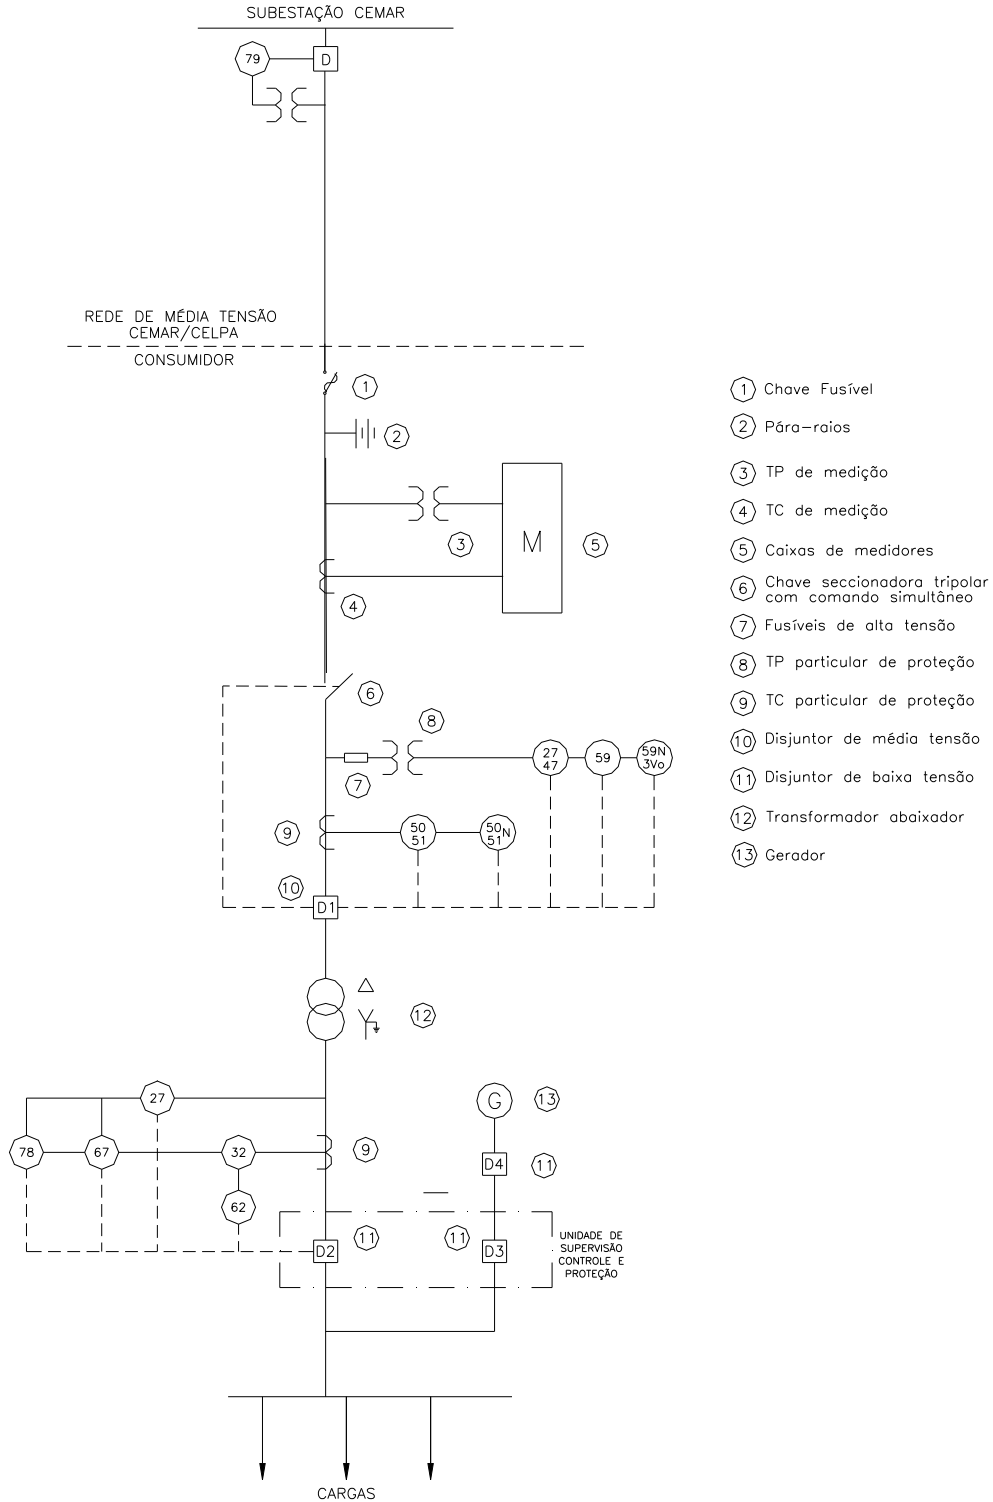 SUBESTAÇÃO CEMAR
79
D
REDE DE MÉDIA TENSÃO
CEMAR/CELPA
CONSUMIDOR
1
2
3
M
5
4
6
8
7
27
47
59
59N
3Vo
9
50
51
50N
51
10
D1
12
27
G
13
78
67
32
9
D4
11
62
11
11
D2
D3
UNIDADE DE
SUPERVISÃO
CONTROLE E
PROTEÇÃO
CARGAS
1 Chave Fusível
2 Pára-raios
3 TP de medição
4 TC de medição
5 Caixas de medidores
6 Chave seccionadora tripolar
com comando simultâneo
7 Fusíveis de alta tensão
8 TP particular de proteção
9 TC particular de proteção
10 Disjuntor de média tensão
11 Disjuntor de baixa tensão
12 Transformador abaixador
13 Gerador